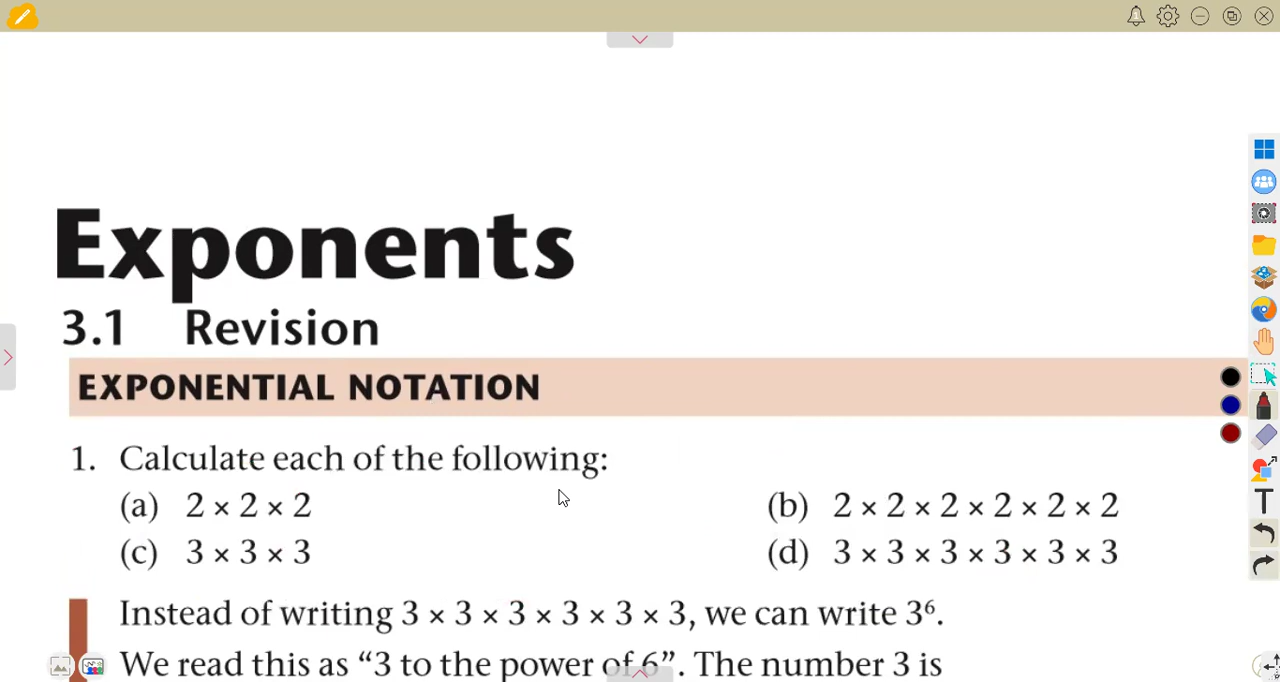 Exponents
3.1 Revision
EXPONENTIAL NOTATION
1. Calculate each of the following:
(a) 2 × 2 × 2 (b) 2 × 2 × 2 × 2 × 2 × 2
(c) 3 × 3 × 3 (d) 3 × 3 × 3 × 3 × 3 × 3
Instead of writing 3 × 3 × 3 × 3 × 3 × 3, we can write 3⁶.
We read this as “3 to the power of 6”. The number 3 is